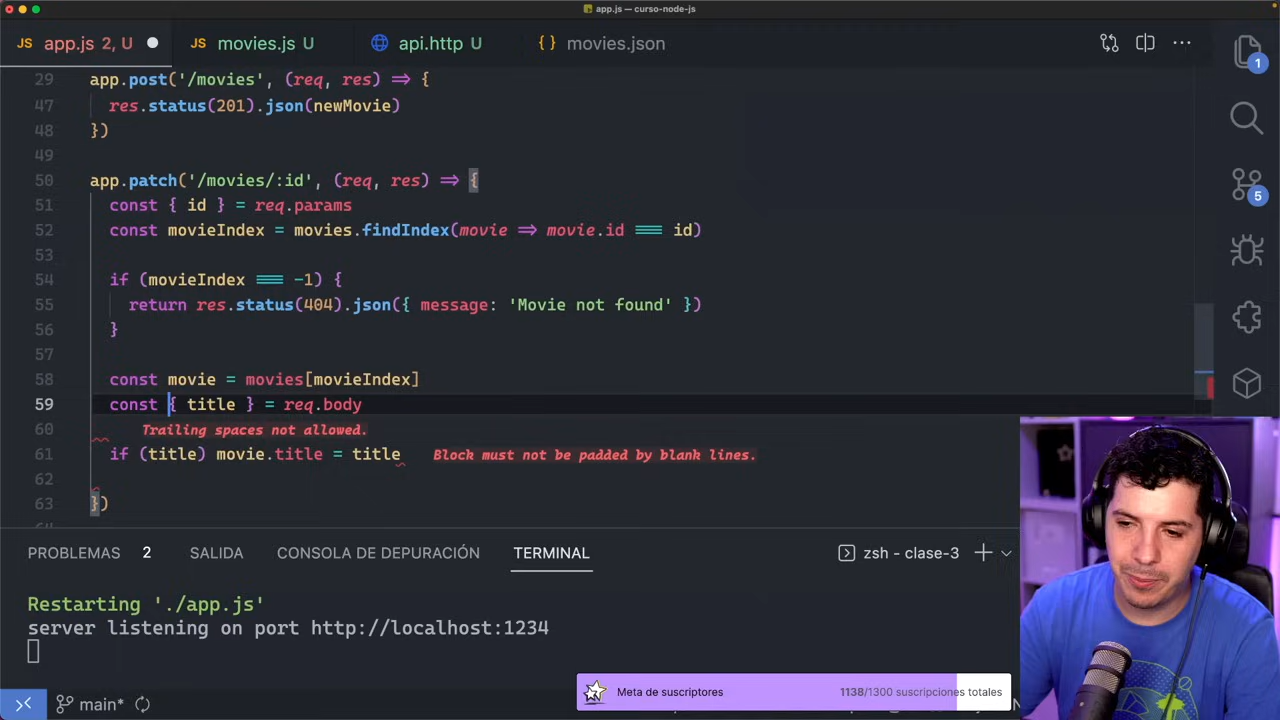 app.js — curso-node-js
JS app.js 2, U
JS movies.js U
api.http U
{} movies.json
29 app.post('/movies', (req, res) => {
47 res.status(201).json(newMovie)
48 })
49
50 app.patch('/movies/:id', (req, res) => {
51 const { id } = req.params
52 const movieIndex = movies.findIndex(movie => movie.id === id)
53
54 if (movieIndex === -1) {
55 return res.status(404).json({ message: 'Movie not found' })
56 }
57
58 const movie = movies[movieIndex]
59 const { title } = req.body
60 Trailing spaces not allowed.
61 if (title) movie.title = title Block must not be padded by blank lines.
62
63 })
1
5
PROBLEMAS 2 SALIDA CONSOLA DE DEPURACIÓN TERMINAL
zsh - clase-3
Restarting './app.js'
server listening on port http://localhost:1234
main*
Meta de suscriptores 1138/1300 suscripciones totales